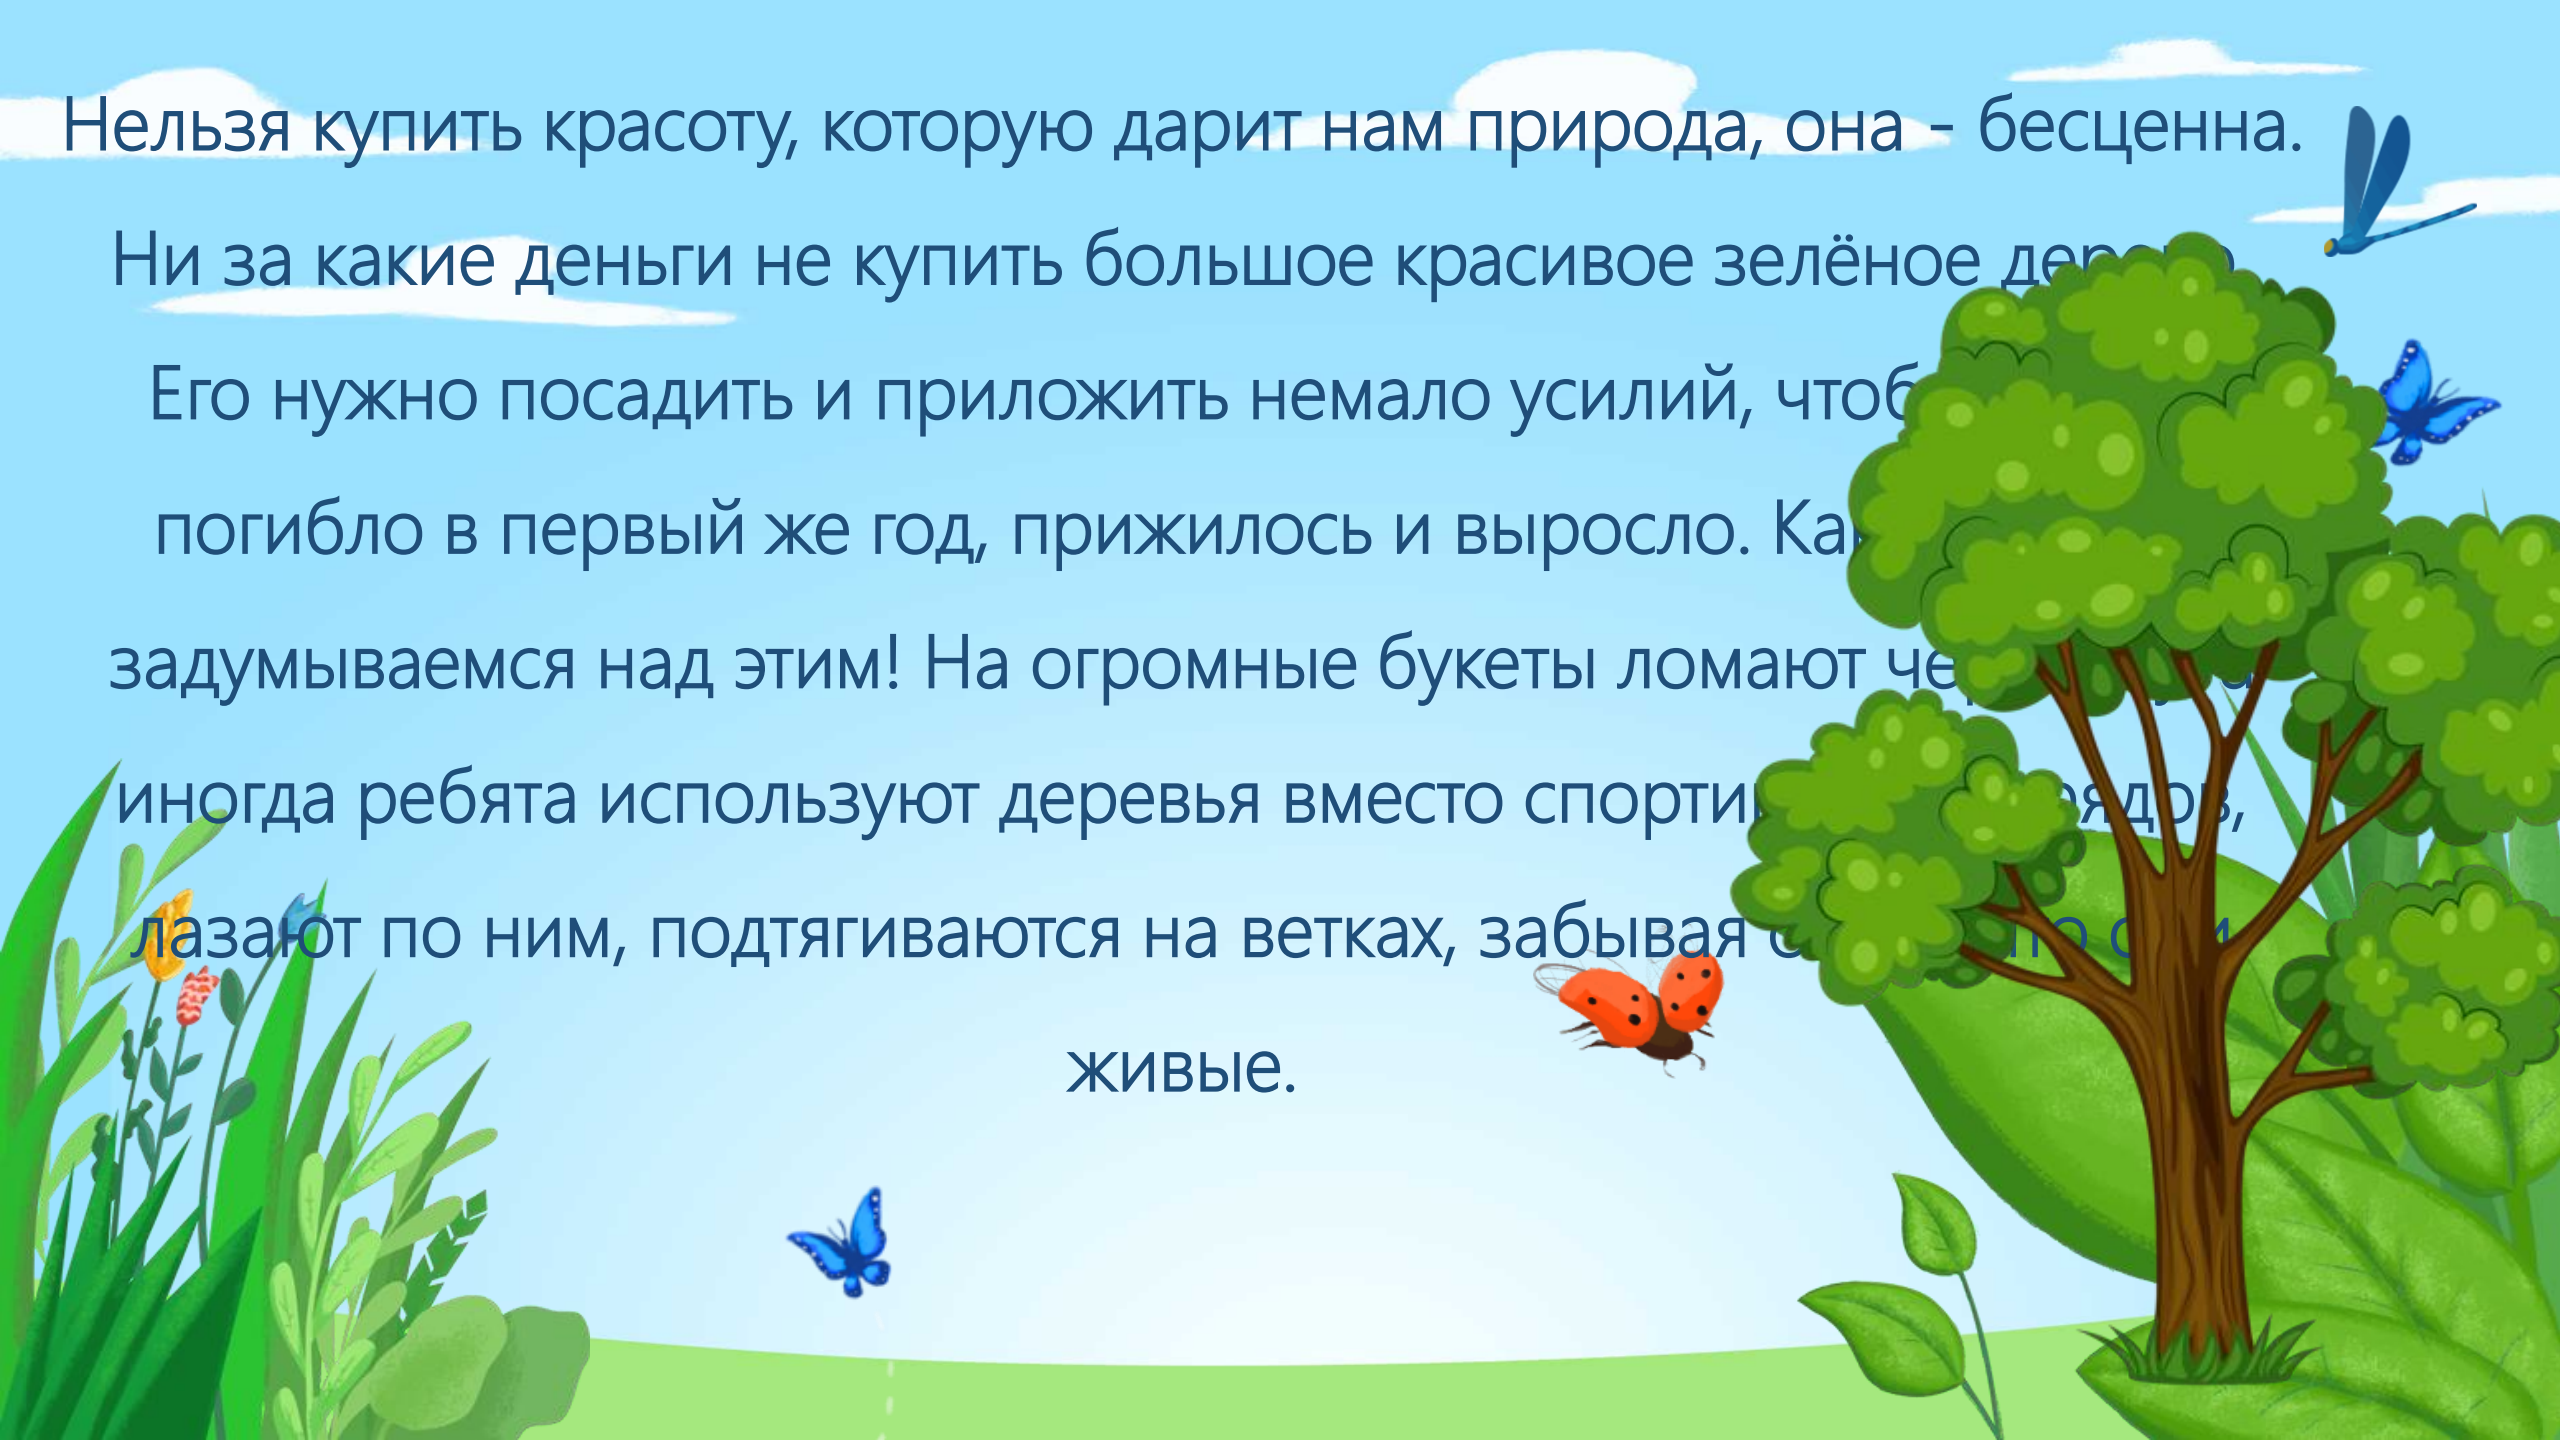 Нельзя купить красоту, которую дарит нам природа, она - бесценна.
Ни за какие деньги не купить большое красивое зелёное дерево.
Его нужно посадить и приложить немало усилий,
погибло в первый же год, прижилось и выросло.
задумываемся над этим! На огромные букеты ломают
иногда ребята используют деревья вместо
лазают по ним, подтягиваются на ветках, забывая
живые.